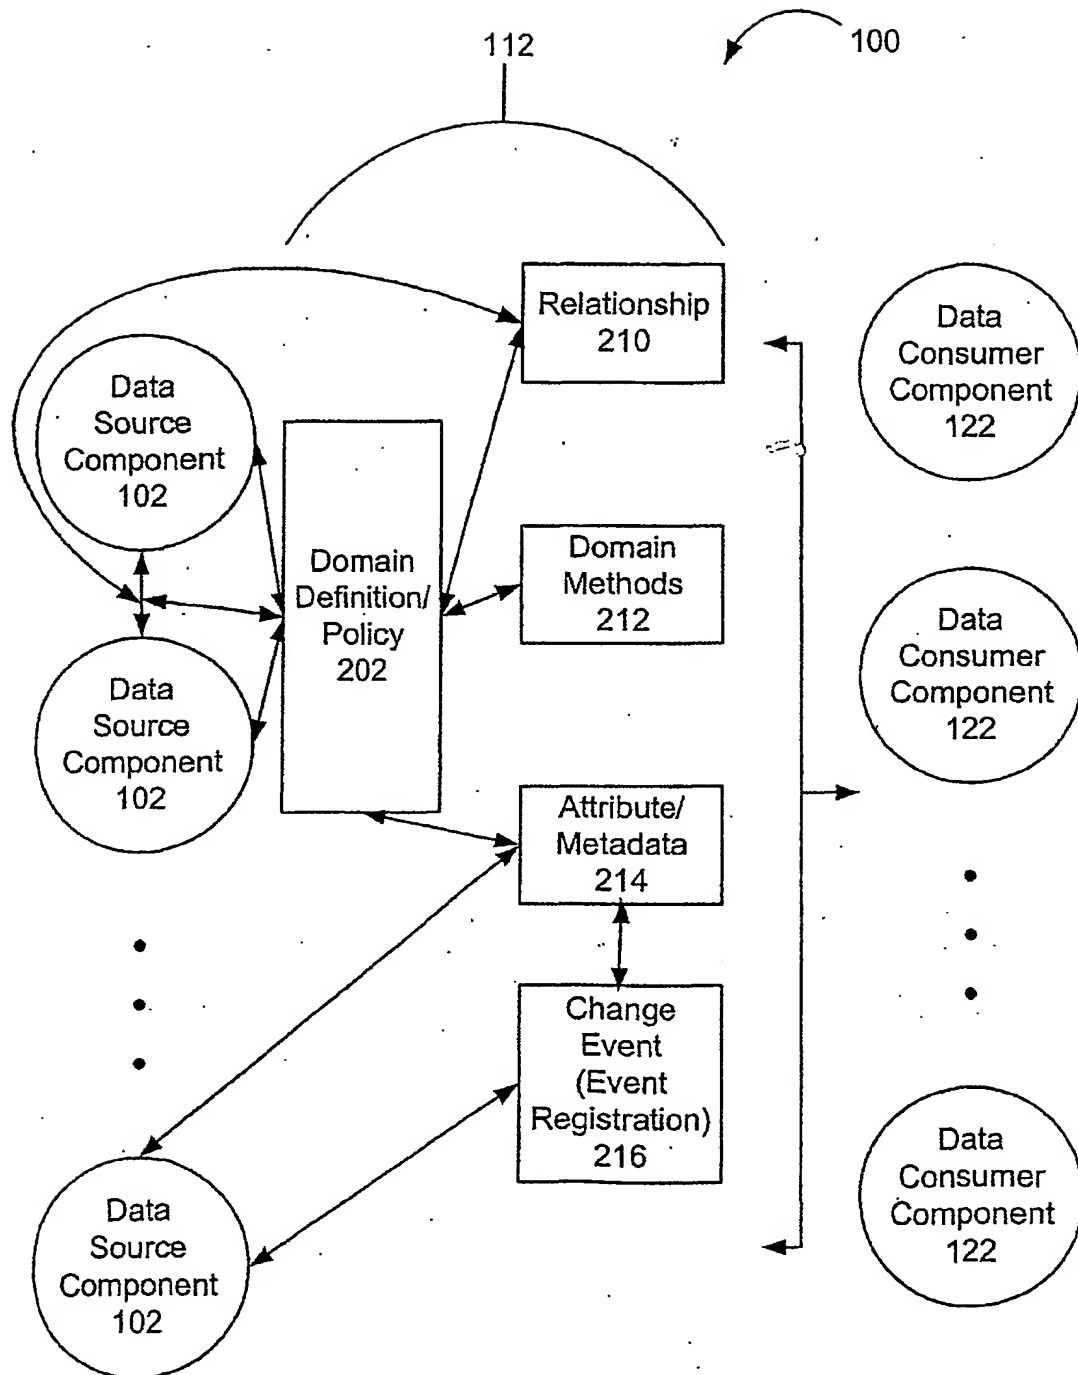 112
100
Relationship
210
Data
Source
Component
102
Data
Consumer
Component
122
Domain
Definition/
Policy
202
Domain
Methods
212
Data
Source
Component
102
Data
Consumer
Component
122
Attribute/
Metadata
214
Change
Event
(Event
Registration)
216
Data
Source
Component
102
Data
Consumer
Component
122